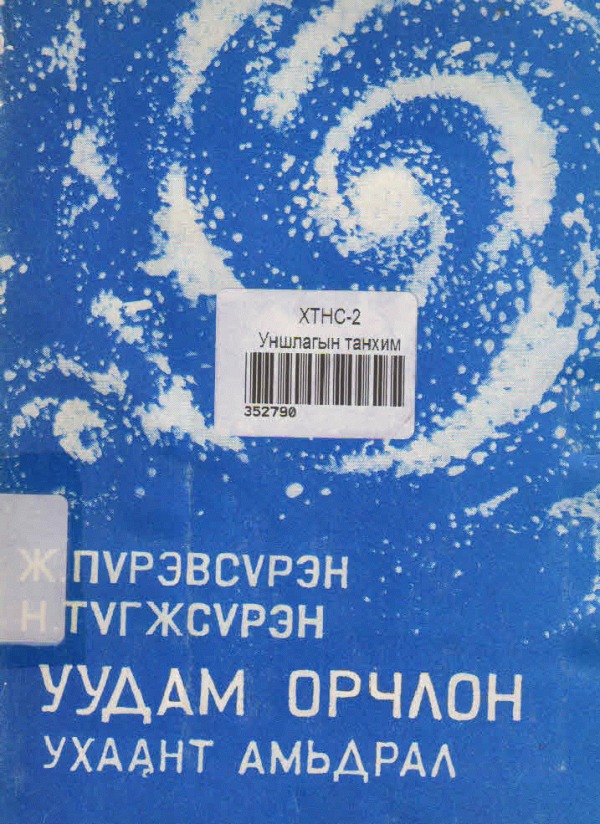 ХТНС-2
Уншлагын танхим
352790
Ж.ПҮРЭВСҮРЭН
Н.ТҮГЖСҮРЭН
УУДАМ ОРЧЛОН
УХААНТ АМЬДРАЛ